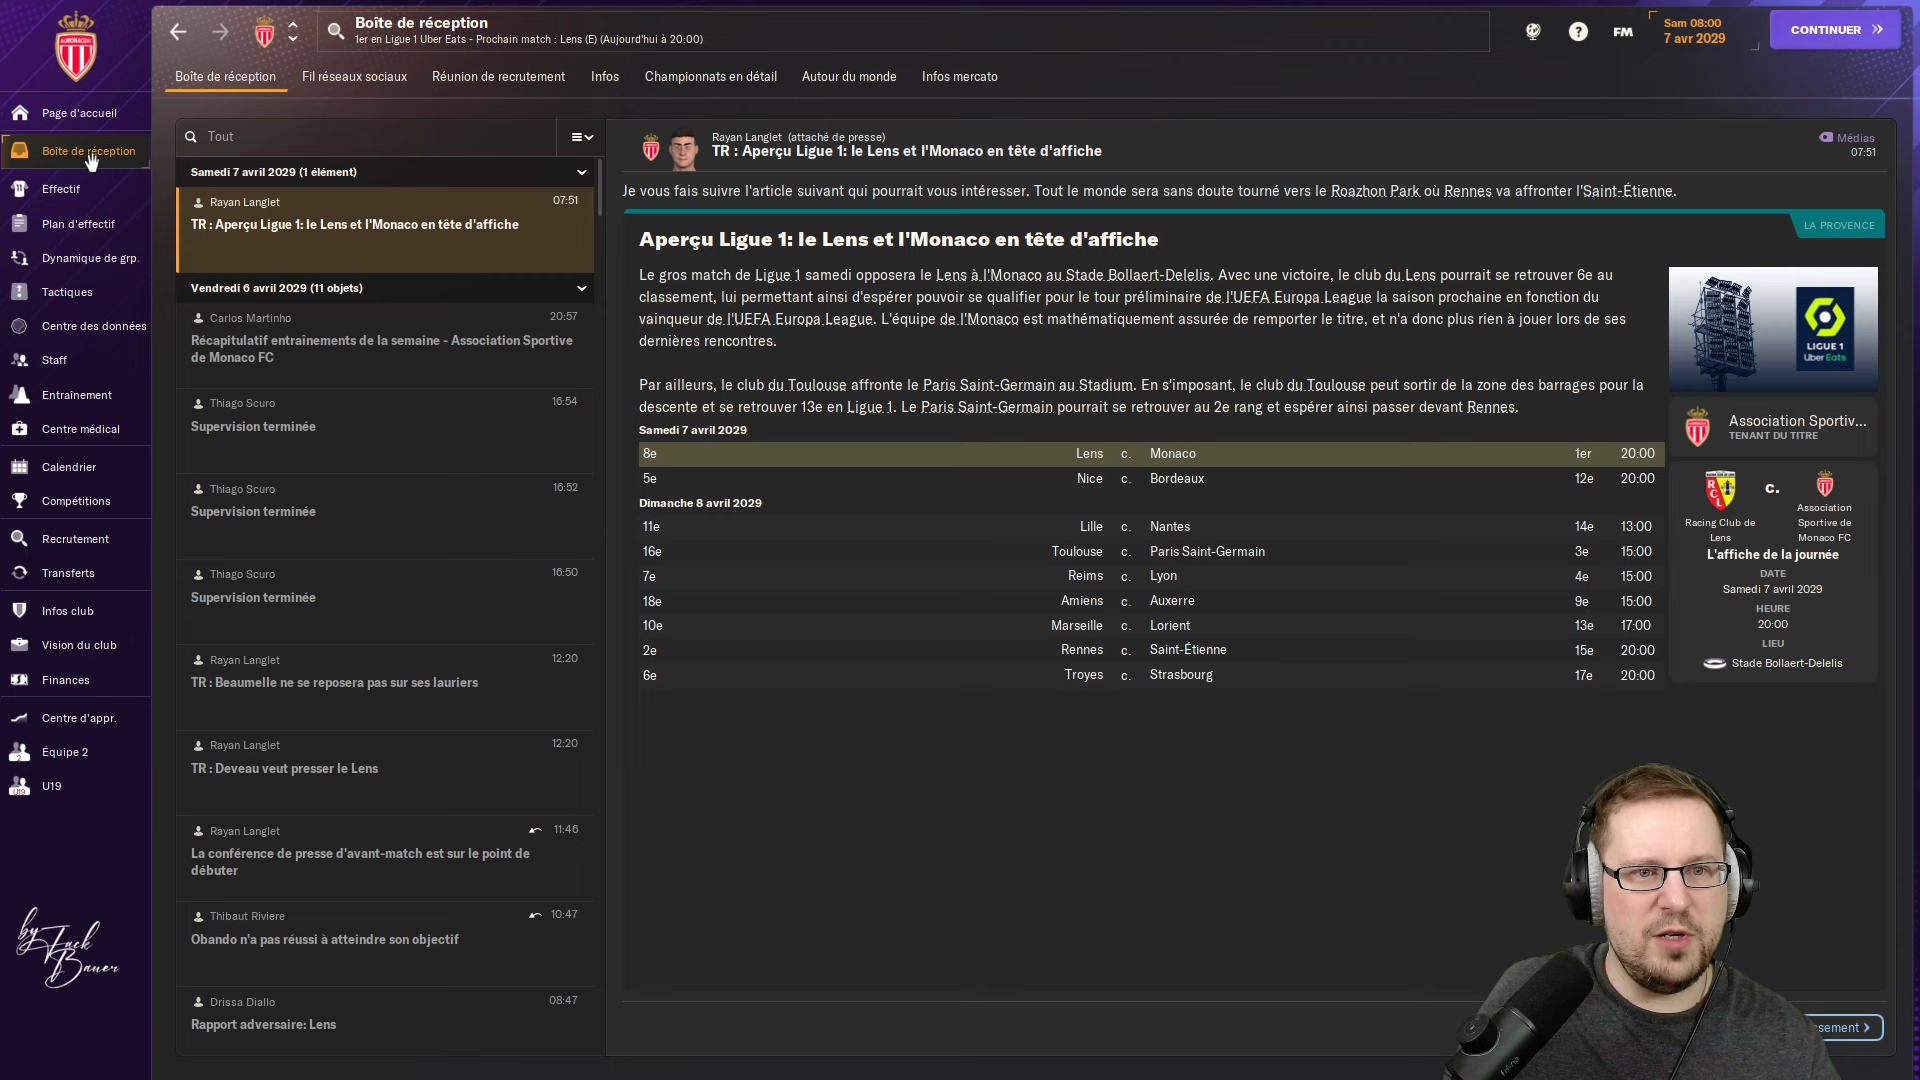 Boîte de réception
1er en Ligue 1 Uber Eats - Prochain match : Lens (E) (Aujourd'hui à 20:00)
FM
Sam 08:00
7 avr 2029
CONTINUER
Boîte de réception
Fil réseaux sociaux
Réunion de recrutement
Infos
Championnats en détail
Autour du monde
Infos mercato
Page d'accueil
Boîte de réception
Effectif
Plan d'effectif
Dynamique de grp.
Tactiques
Centre des données
Staff
Entraînement
Centre médical
Calendrier
Compétitions
Recrutement
Transferts
Infos club
Vision du club
Finances
Centre d'appr.
Équipe 2
U19
by Jack
Bauer
Tout
Samedi 7 avril 2029 (1 élément)
Rayan Langlet 07:51
TR : Aperçu Ligue 1: le Lens et l'Monaco en tête d'affiche
Vendredi 6 avril 2029 (11 objets)
Carlos Martinho 20:57
Récapitulatif entraînements de la semaine - Association Sportive
de Monaco FC
Thiago Scuro 16:54
Supervision terminée
Thiago Scuro 16:52
Supervision terminée
Thiago Scuro 16:50
Supervision terminée
Rayan Langlet 12:20
TR : Beaumelle ne se reposera pas sur ses lauriers
Rayan Langlet 12:20
TR : Deveau veut presser le Lens
Rayan Langlet 11:46
La conférence de presse d'avant-match est sur le point de
débuter
Thibaut Riviere 10:47
Obando n'a pas réussi à atteindre son objectif
Drissa Diallo 08:47
Rapport adversaire: Lens
Rayan Langlet (attaché de presse)
TR : Aperçu Ligue 1: le Lens et l'Monaco en tête d'affiche
Médias
07:51
Je vous fais suivre l'article suivant qui pourrait vous intéresser. Tout le monde sera sans doute tourné vers le Roazhon Park où Rennes va affronter l'Saint-Étienne.
LA PROVENCE
Aperçu Ligue 1: le Lens et l'Monaco en tête d'affiche
Le gros match de Ligue 1 samedi opposera le Lens à l'Monaco au Stade Bollaert-Delelis. Avec une victoire, le club du Lens pourrait se retrouver 6e au
classement, lui permettant ainsi d'espérer pouvoir se qualifier pour le tour préliminaire de l'UEFA Europa League la saison prochaine en fonction du
vainqueur de l'UEFA Europa League. L'équipe de l'Monaco est mathématiquement assurée de remporter le titre, et n'a donc plus rien à jouer lors de ses
dernières rencontres.
Par ailleurs, le club du Toulouse affronte le Paris Saint-Germain au Stadium. En s'imposant, le club du Toulouse peut sortir de la zone des barrages pour la
descente et se retrouver 13e en Ligue 1. Le Paris Saint-Germain pourrait se retrouver au 2e rang et espérer ainsi passer devant Rennes.
Samedi 7 avril 2029
8e Lens c. Monaco 1er 20:00
5e Nice c. Bordeaux 12e 20:00
Dimanche 8 avril 2029
11e Lille c. Nantes 14e 13:00
16e Toulouse c. Paris Saint-Germain 3e 15:00
7e Reims c. Lyon 4e 15:00
18e Amiens c. Auxerre 9e 15:00
10e Marseille c. Lorient 13e 17:00
2e Rennes c. Saint-Étienne 15e 20:00
6e Troyes c. Strasbourg 17e 20:00
LIGUE 1
Uber Eats
Association Sportiv...
TENANT DU TITRE
c.
Racing Club de
Lens
Association
Sportive de
Monaco FC
L'affiche de la journée
DATE
Samedi 7 avril 2029
HEURE
20:00
LIEU
Stade Bollaert-Delelis
ssement
fifine